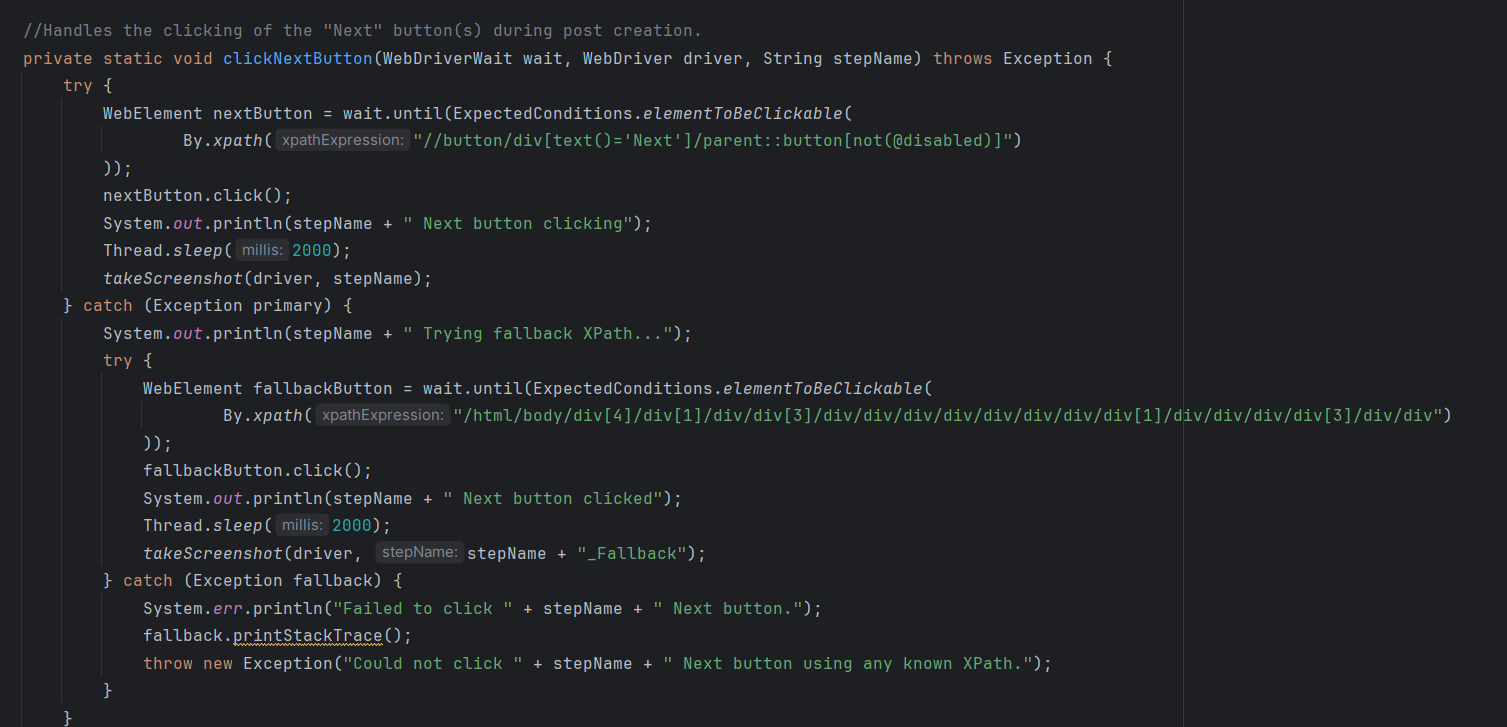 //Handles the clicking of the "Next" button(s) during post creation.
private static void clickNextButton(WebDriverWait wait, WebDriver driver, String stepName) throws Exception {
try {
WebElement nextButton = wait.until(ExpectedConditions.elementToBeClickable(
By.xpath( xpathExpression: "//button/div[text()='Next']/parent::button[not(@disabled)]")
));
nextButton.click();
System.out.println(stepName + " Next button clicking");
Thread.sleep( millis: 2000);
takeScreenshot(driver, stepName);
} catch (Exception primary) {
System.out.println(stepName + " Trying fallback XPath...");
try {
WebElement fallbackButton = wait.until(ExpectedConditions.elementToBeClickable(
By.xpath( xpathExpression: "/html/body/div[4]/div[1]/div/div[3]/div/div/div/div/div/div/div/div[1]/div/div/div/div[3]/div/div")
));
fallbackButton.click();
System.out.println(stepName + " Next button clicked");
Thread.sleep( millis: 2000);
takeScreenshot(driver, stepName: stepName + "_Fallback");
} catch (Exception fallback) {
System.err.println("Failed to click " + stepName + " Next button.");
fallback.printStackTrace();
throw new Exception("Could not click " + stepName + " Next button using any known XPath.");
}
}